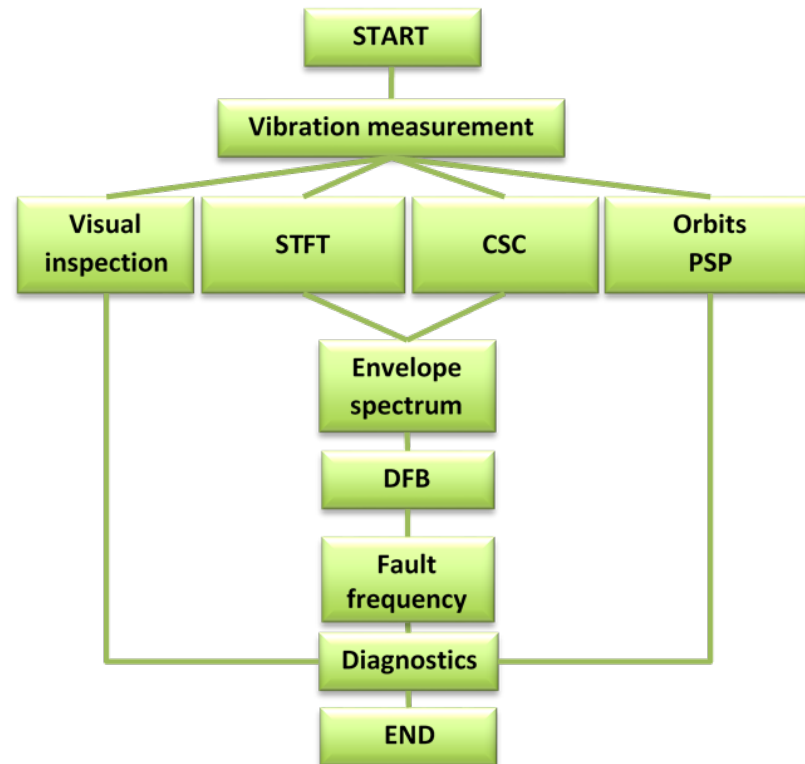 START
Vibration measurement
Visual
inspection
STFT
CSC
Orbits
PSP
Envelope
spectrum
DFB
Fault
frequency
Diagnostics
END